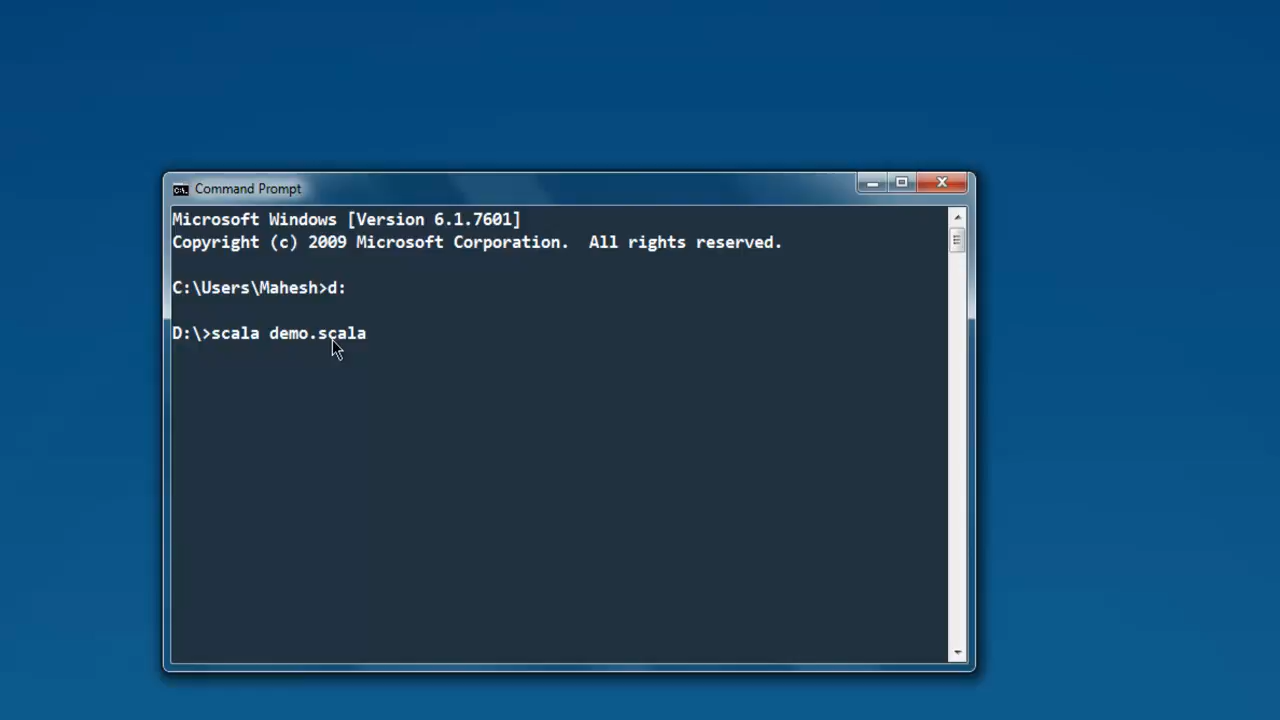 Command Prompt
Microsoft Windows [Version 6.1.7601]
Copyright (c) 2009 Microsoft Corporation.  All rights reserved.
C:\Users\Mahesh>d:
D:\>scala demo.scala